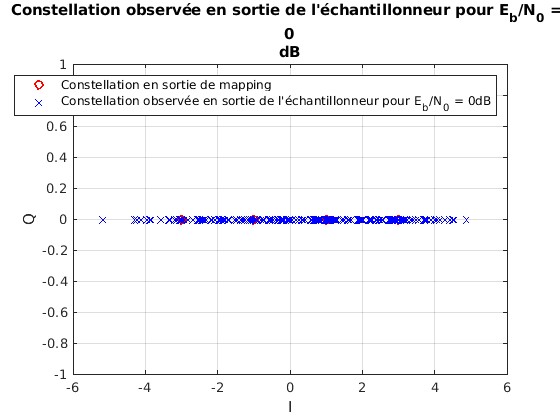 Constellation observée en sortie de l'échantillonneur pour E_b/N_0 =
0
dB
1
Constellation en sortie de mapping
Constellation observée en sortie de l'échantillonneur pour E_b/N_0 = 0dB
0.6
0.4
0.2
0
-0.2
-0.4
-0.6
-0.8
-1
Q
-6 -4 -2 0 2 4 6
I